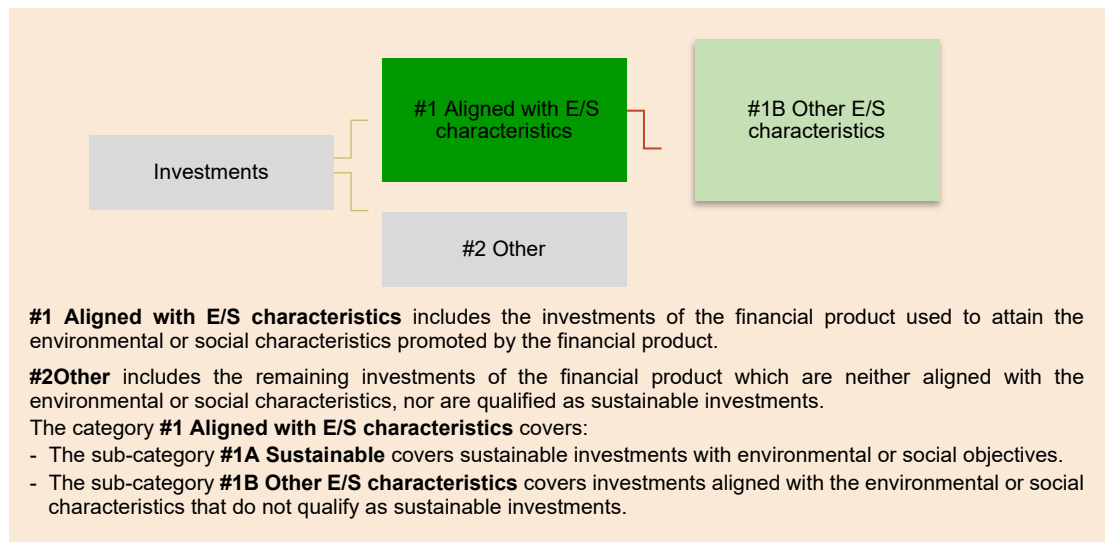 #1 Aligned with E/S
characteristics
#1B Other E/S
characteristics
Investments
#2 Other
#1 Aligned with E/S characteristics includes the investments of the financial product used to attain the
environmental or social characteristics promoted by the financial product.
#2Other includes the remaining investments of the financial product which are neither aligned with the
environmental or social characteristics, nor are qualified as sustainable investments.
The category #1 Aligned with E/S characteristics covers:
- The sub-category #1A Sustainable covers sustainable investments with environmental or social objectives.
- The sub-category #1B Other E/S characteristics covers investments aligned with the environmental or social
characteristics that do not qualify as sustainable investments.